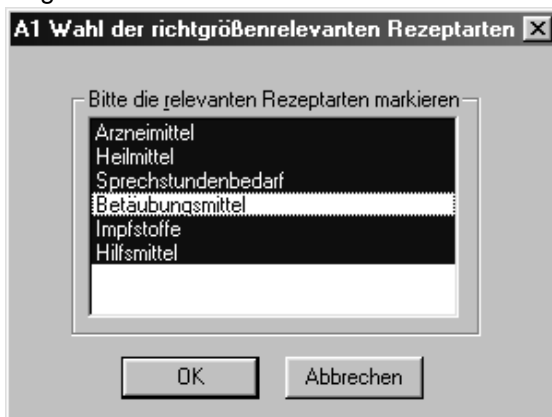 A1 Wahl der richtgrößenrelevanten Rezeptarten
Bitte die relevanten Rezeptarten markieren
Arzneimittel
Heilmittel
Sprechstundenbedarf
Betäubungsmittel
Impfstoffe
Hilfsmittel
OK Abbrechen